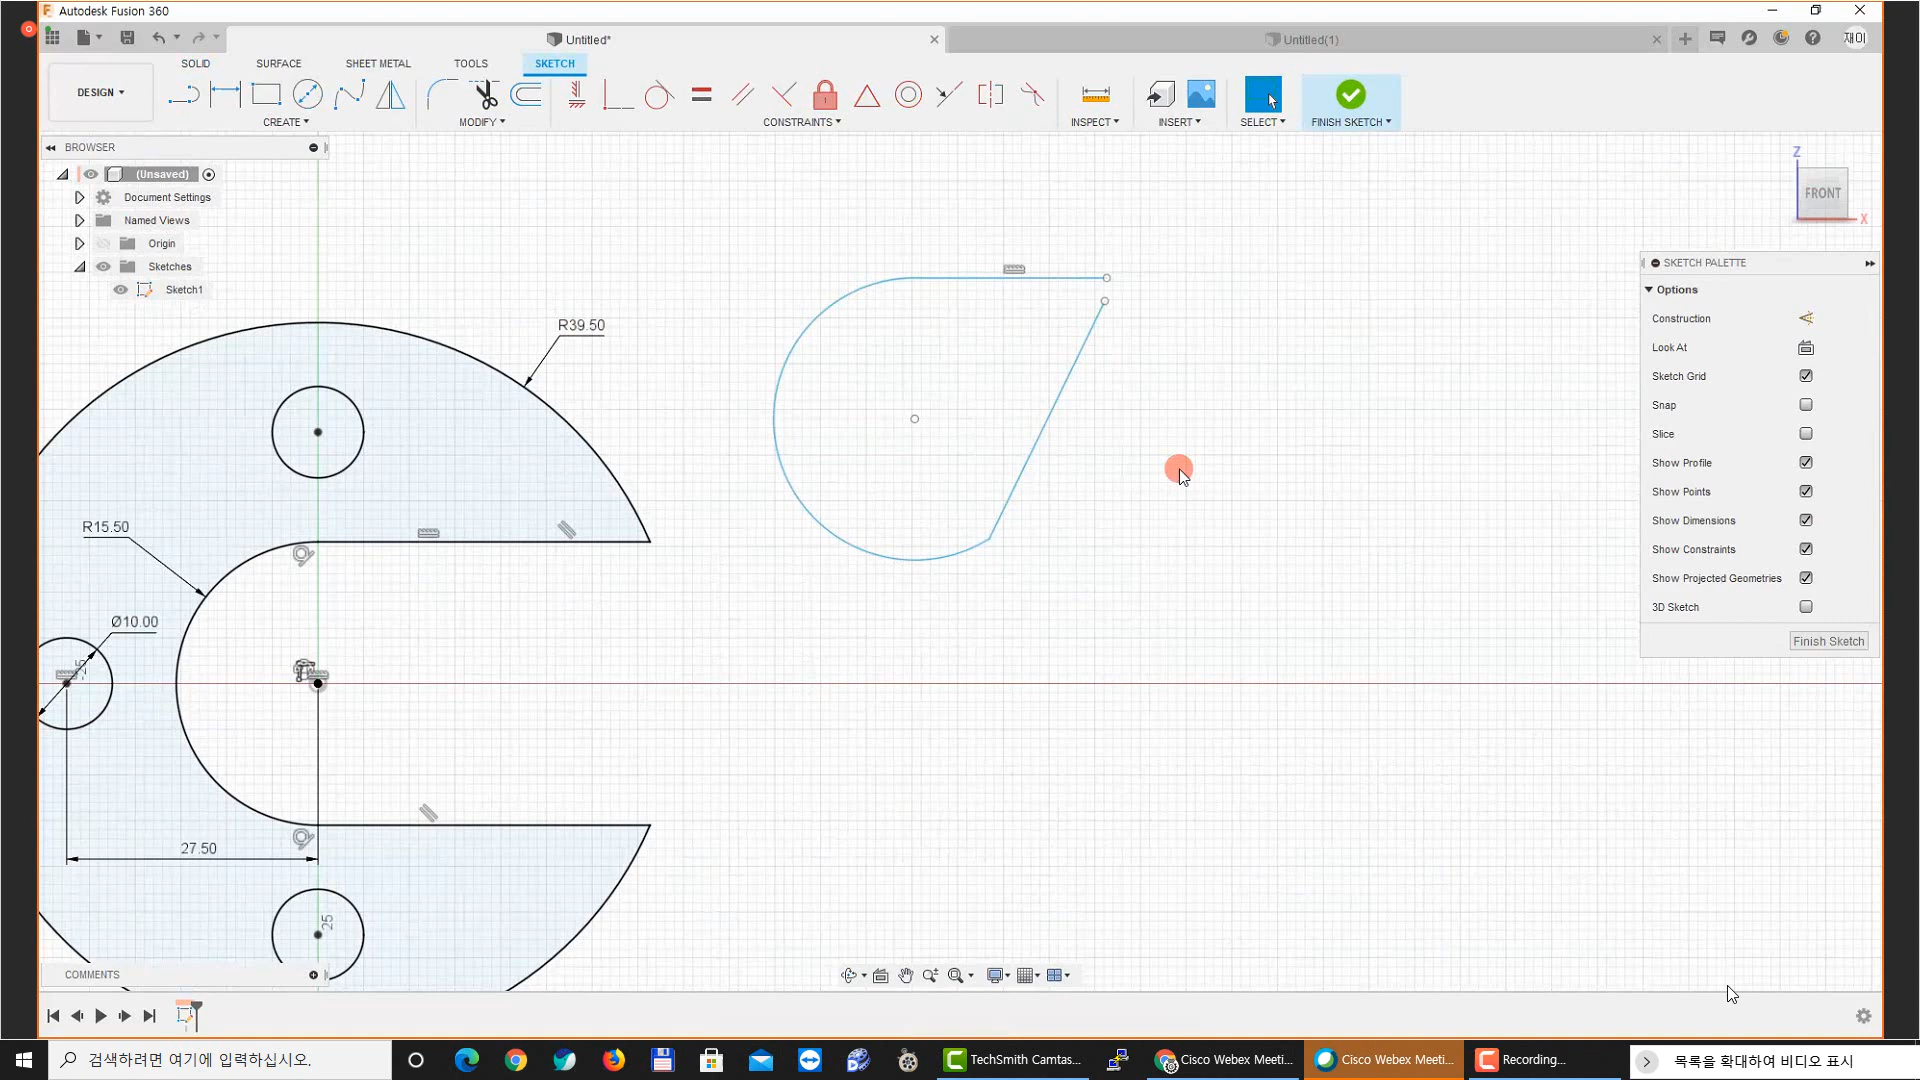 Autodesk Fusion 360
Untitled*
Untitled(1)
재이
DESIGN
SOLID
SURFACE
SHEET METAL
TOOLS
SKETCH
CREATE
MODIFY
CONSTRAINTS
INSPECT
INSERT
SELECT
FINISH SKETCH
BROWSER
(Unsaved)
Document Settings
Named Views
Origin
Sketches
Sketch1
Z
FRONT
X
SKETCH PALETTE
Options
Construction
Look At
Sketch Grid
Snap
Slice
Show Profile
Show Points
Show Dimensions
Show Constraints
Show Projected Geometries
3D Sketch
Finish Sketch
R39.50
R15.50
Ø10.00
27.50
25
COMMENTS
검색하려면 여기에 입력하십시오.
TechSmith Camtas...
Cisco Webex Meeti...
Cisco Webex Meeti...
Recording...
목록을 확대하여 비디오 표시